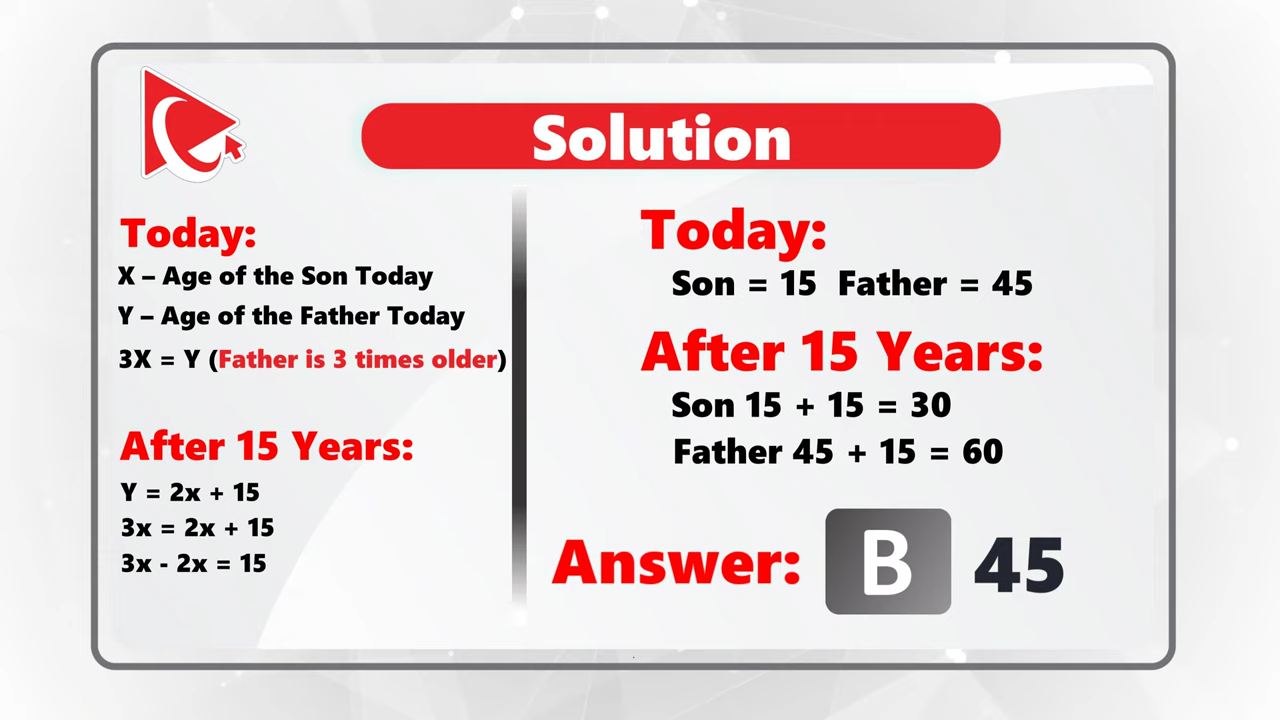 Solution
Today:
X – Age of the Son Today
Y – Age of the Father Today
3X = Y (Father is 3 times older)
After 15 Years:
Y = 2x + 15
3x = 2x + 15
3x - 2x = 15
Today:
Son = 15 Father = 45
After 15 Years:
Son 15 + 15 = 30
Father 45 + 15 = 60
Answer: B 45